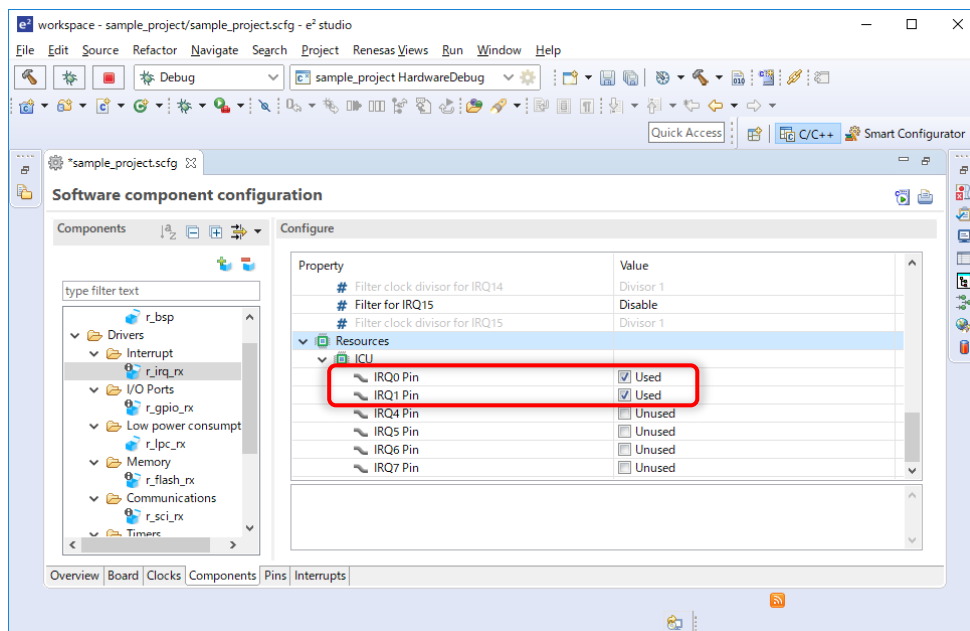 e² workspace - sample_project/sample_project.scfg - e² studio
File Edit Source Refactor Navigate Search Project Renesas Views Run Window Help
Debug sample_project HardwareDebug
Quick Access C/C++ Smart Configurator
*sample_project.scfg
Software component configuration
Components Configure
Property Value
type filter text
# Filter clock divisor for IRQ14 Divisor 1
# Filter for IRQ15 Disable
# Filter clock divisor for IRQ15 Divisor 1
Resources
ICU
IRQ0 Pin Used
IRQ1 Pin Used
IRQ4 Pin Unused
IRQ5 Pin Unused
IRQ6 Pin Unused
IRQ7 Pin Unused
r_bsp
Drivers
Interrupt
r_irq_rx
I/O Ports
r_gpio_rx
Low power consumpt
r_lpc_rx
Memory
r_flash_rx
Communications
r_sci_rx
Timers
Overview Board Clocks Components Pins Interrupts